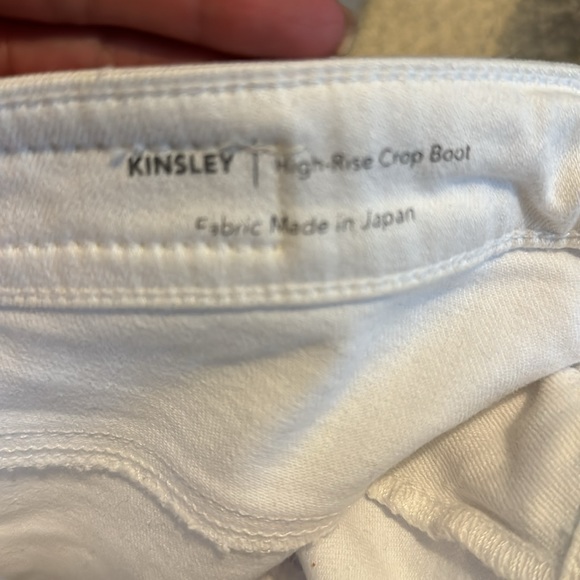 KINSLEY | High-Rise Crop Boot
Fabric Made in Japan